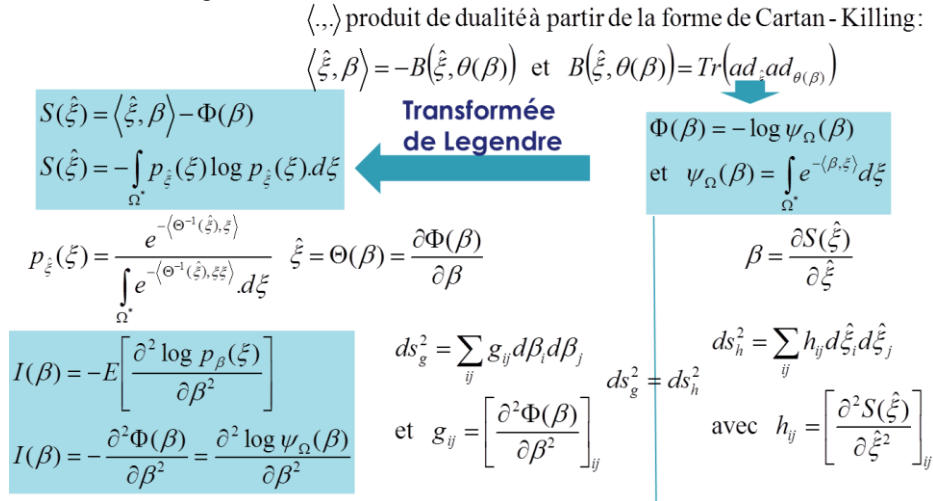 ⟨.,.⟩ produit de dualité à partir de la forme de Cartan - Killing:
⟨ξ̂, β⟩ = −B(ξ̂, θ(β)) et B(ξ̂, θ(β)) = Tr(ad_ξ̂ ad_θ(β))
S(ξ̂) = ⟨ξ̂, β⟩ − Φ(β)
S(ξ̂) = −∫_Ω* p_ξ̂(ξ) log p_ξ̂(ξ).dξ
Transformée
de Legendre
Φ(β) = −log ψ_Ω(β)
et ψ_Ω(β) = ∫_Ω* e^{−⟨β,ξ⟩} dξ
p_ξ̂(ξ) = e^{−⟨Θ⁻¹(ξ̂),ξ⟩} / ∫_Ω* e^{−⟨Θ⁻¹(ξ̂),ξξ⟩}.dξ ξ̂ = Θ(β) = ∂Φ(β)/∂β
β = ∂S(ξ̂)/∂ξ̂
I(β) = −E[∂² log p_β(ξ)/∂β²]
I(β) = −∂²Φ(β)/∂β² = ∂² log ψ_Ω(β)/∂β²
ds²_g = Σ_ij g_ij dβ_i dβ_j
et g_ij = [∂²Φ(β)/∂β²]_ij
ds²_g = ds²_h
ds²_h = Σ_ij h_ij dξ̂_i dξ̂_j
avec h_ij = [∂²S(ξ̂)/∂ξ̂²]_ij